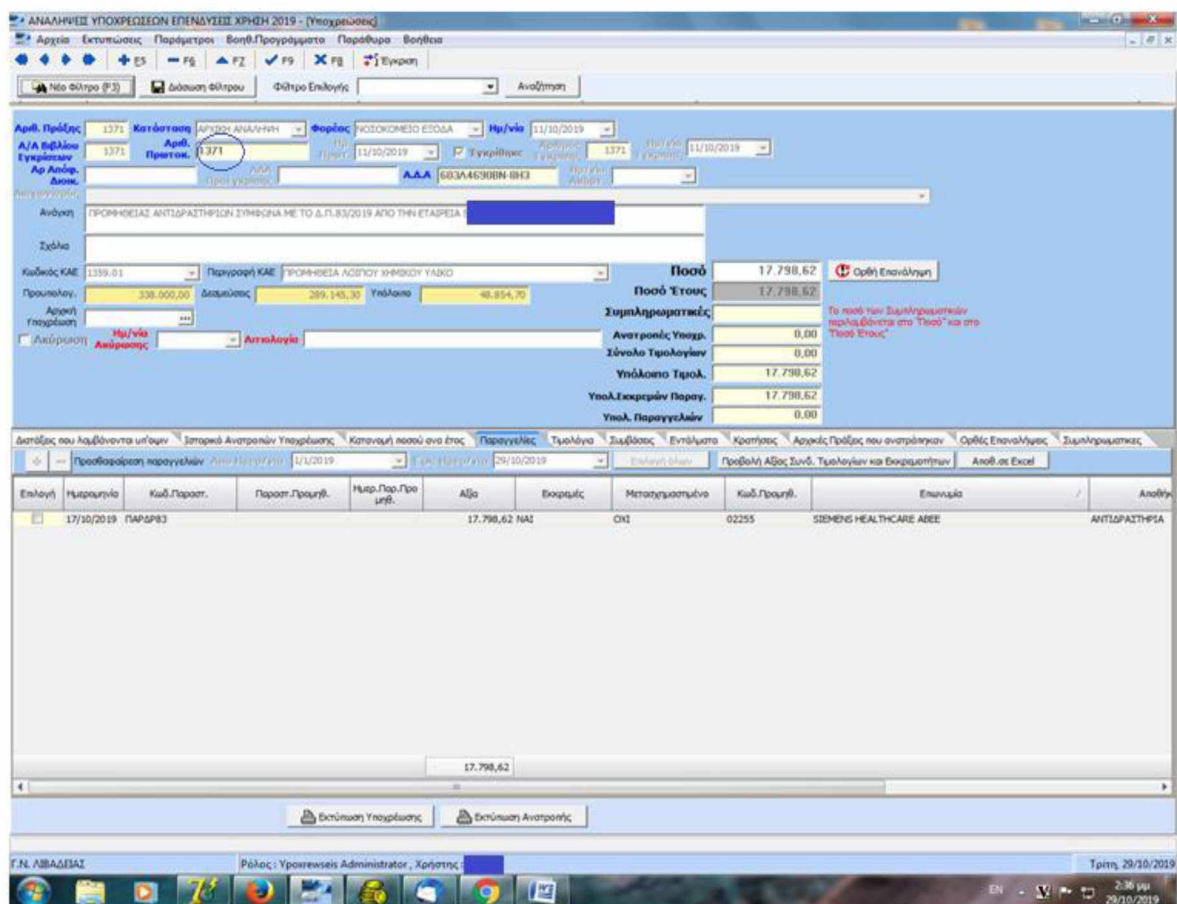 ΑΝΑΛΗΨΕΙΣ ΥΠΟΧΡΕΩΣΕΩΝ ΕΠΕΝΔΥΣΕΙΣ ΧΡΗΣΗ 2019 - [Υποχρεώσεις]
Αρχεία Εκτυπώσεις Παράμετροι Βοηθ.Προγράμματα Παράθυρα Βοήθεια
F5 F6 F7 F9 F8 Έγκριση
Νέο Φίλτρο (F3) Διάσωση Φίλτρου Φίλτρο Επιλογής Αναζήτηση
Αριθ. Πράξης 1371 Κατάσταση ΑΡΧΙΚΗ ΑΝΑΛΗΨΗ Φορέας ΝΟΣΟΚΟΜΕΙΟ ΕΞΟΔΑ Ημ/νία 11/10/2019
Α/Α Βιβλίου Εγκρίσεων 1371 Αριθ. Πρωτοκ. 1371 11/10/2019 Εγκρίθηκε 1371 11/10/2019
Αρ Απόφ. Διοικ. Α.Δ.Α 6Θ3Λ46908Ν-8Η3
Ανάγκη ΠΡΟΜΗΘΕΙΑΣ ΑΝΤΙΔΡΑΣΤΗΡΙΩΝ ΣΥΜΦΩΝΑ ΜΕ ΤΟ Δ.Π.83/2019 ΑΠΟ ΤΗΝ ΕΤΑΙΡΕΙΑ
Σχόλια
Κωδικός ΚΑΕ 1359.01 Περιγραφή ΚΑΕ ΠΡΟΜΗΘΕΙΑ ΛΟΙΠΟΥ ΧΗΜΙΚΟΥ ΥΛΙΚΟ Ποσό 17.798,62 Ορθή Επανάληψη
Προυπολογ. 338.000,00 Δεσμεύσεις 289.145,30 Υπόλοιπο 48.854,70 Ποσό Έτους 17.798,62
Αρχική Υποχρέωση Συμπληρωματικές
Το ποσό των Συμπληρωματικών περιλαμβάνεται στο "Ποσό" και στο "Ποσό Έτους"
Ακύρωση Ημ/νία Ακύρωσης Αιτιολογία Ανατροπές Υποχρ. 0,00
Σύνολο Τιμολογίων 0,00
Υπόλοιπο Τιμολ. 17.798,62
Υπολ.Εκκρεμών Παραγ. 17.798,62
Υπολ. Παραγγελιών 0,00
Διατάξεις που λαμβάνονται υπ'οψιν Ιστορικό Ανατροπών Υποχρέωσης Κατανομή ποσού ανα έτος Παραγγελίες Τιμολόγια Συμβάσεις Εντάλματα Κρατήσεις Αρχικές Πράξεις που ανατράπηκαν Ορθές Επαναλήψεις Συμπληρωματικες
Προσθαφαίρεση παραγγελιών 1/1/2019 29/10/2019 Επιλογή όλων Προβολή Αξίας Συνδ. Τιμολογίων και Εκκρεμοτήτων Αποθ.σε Excel
Επιλογή Ημερομηνία Κωδ.Παραστ. Παραστ.Προμηθ. Ημερ.Παρ.Προμηθ. Αξία Εκκρεμές Μετασχηματισμένο Κωδ.Προμηθ. Επωνυμία Αποθήκ
17/10/2019 ΠΑΡΔΡ83 17.798,62 ΝΑΙ ΟΧΙ 02255 SIEMENS HEALTHCARE ABEE ΑΝΤΙΔΡΑΣΤΗΡΙΑ
17.798,62
Εκτύπωση Υποχρέωσης Εκτύπωση Ανατροπής
Γ.Ν. ΛΙΒΑΔΕΙΑΣ Ρόλος : Ypoxrewseis Administrator , Χρήστης : Τρίτη, 29/10/2019
EN 2:36 μμ
29/10/2019